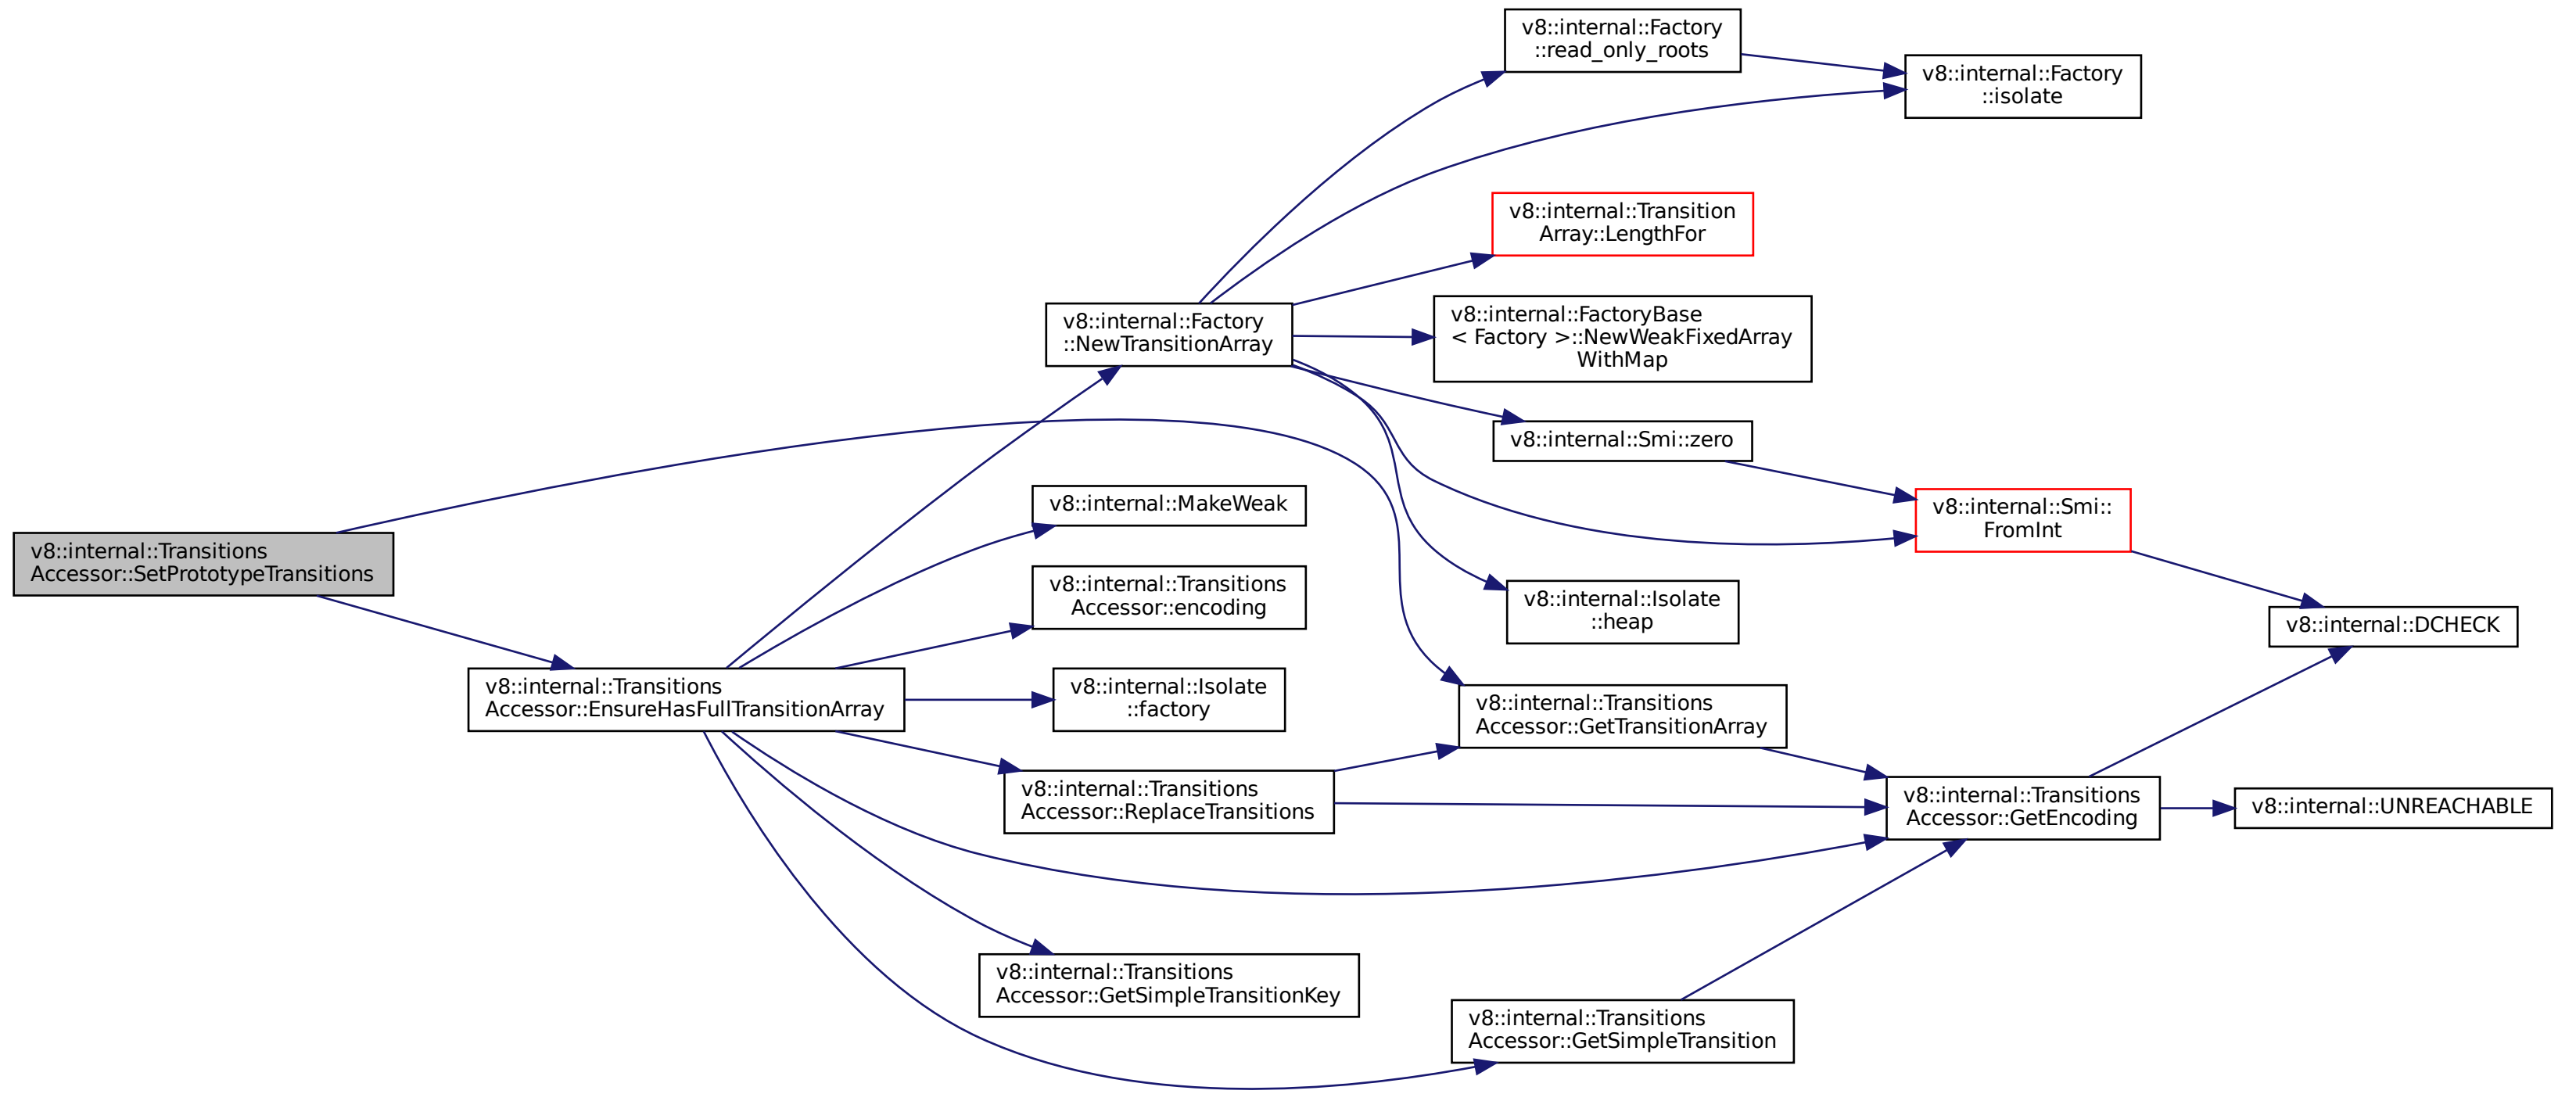 v8::internal::Transitions
Accessor::SetPrototypeTransitions
v8::internal::Transitions
Accessor::EnsureHasFullTransitionArray
v8::internal::Factory
::NewTransitionArray
v8::internal::MakeWeak
v8::internal::Transitions
Accessor::encoding
v8::internal::Isolate
::factory
v8::internal::Transitions
Accessor::ReplaceTransitions
v8::internal::Transitions
Accessor::GetSimpleTransitionKey
v8::internal::Factory
::read_only_roots
v8::internal::Transition
Array::LengthFor
v8::internal::FactoryBase
< Factory >::NewWeakFixedArray
WithMap
v8::internal::Smi::zero
v8::internal::Isolate
::heap
v8::internal::Transitions
Accessor::GetTransitionArray
v8::internal::Transitions
Accessor::GetSimpleTransition
v8::internal::Factory
::isolate
v8::internal::Smi::
FromInt
v8::internal::Transitions
Accessor::GetEncoding
v8::internal::DCHECK
v8::internal::UNREACHABLE